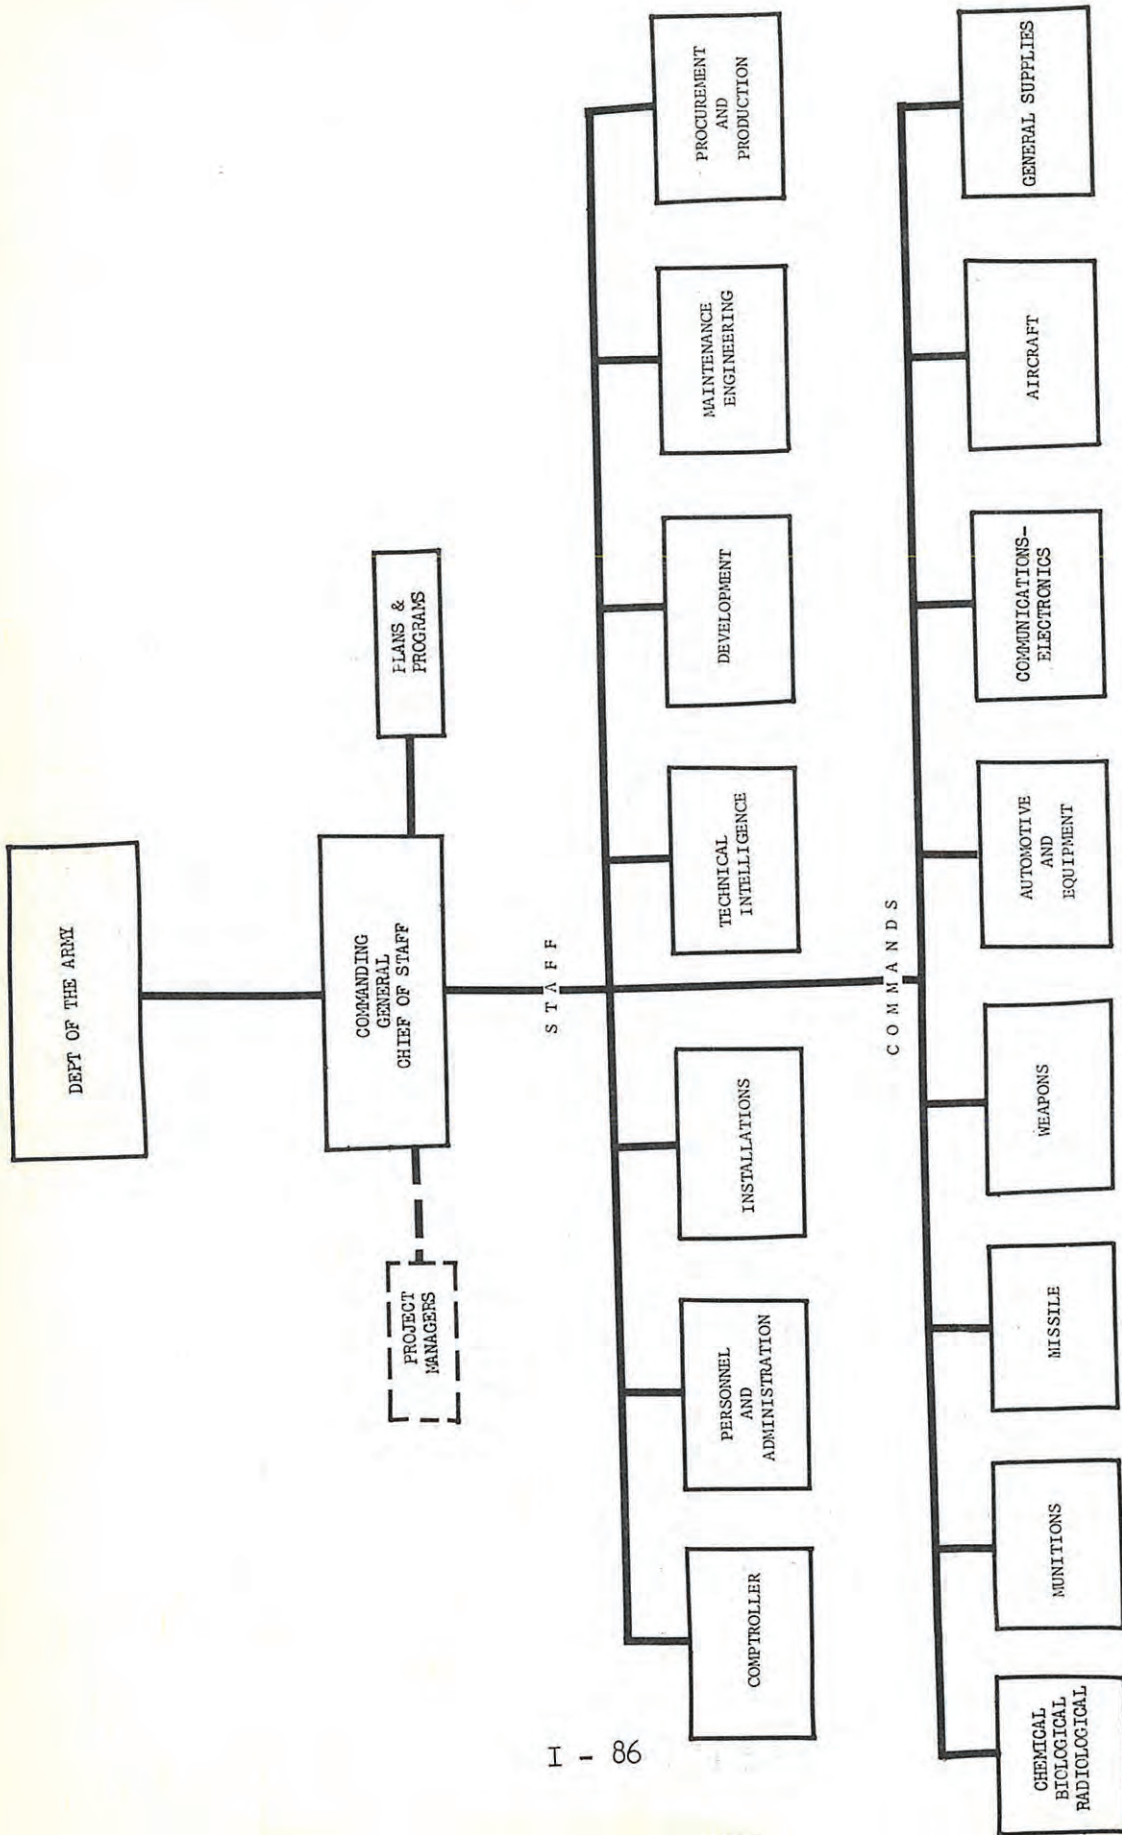 DEPT OF THE ARMY
COMMANDING
GENERAL
CHIEF OF STAFF
PROJECT
MANAGERS
PLANS &
PROGRAMS
STAFF
COMPTROLLER
PERSONNEL
AND
ADMINISTRATION
INSTALLATIONS
TECHNICAL
INTELLIGENCE
DEVELOPMENT
MAINTENANCE
ENGINEERING
PROCUREMENT
AND
PRODUCTION
COMMANDS
CHEMICAL
BIOLOGICAL
RADIOLOGICAL
MUNITIONS
MISSILE
WEAPONS
AUTOMOTIVE
AND
EQUIPMENT
COMMUNICATIONS-
ELECTRONICS
AIRCRAFT
GENERAL SUPPLIES
I - 86